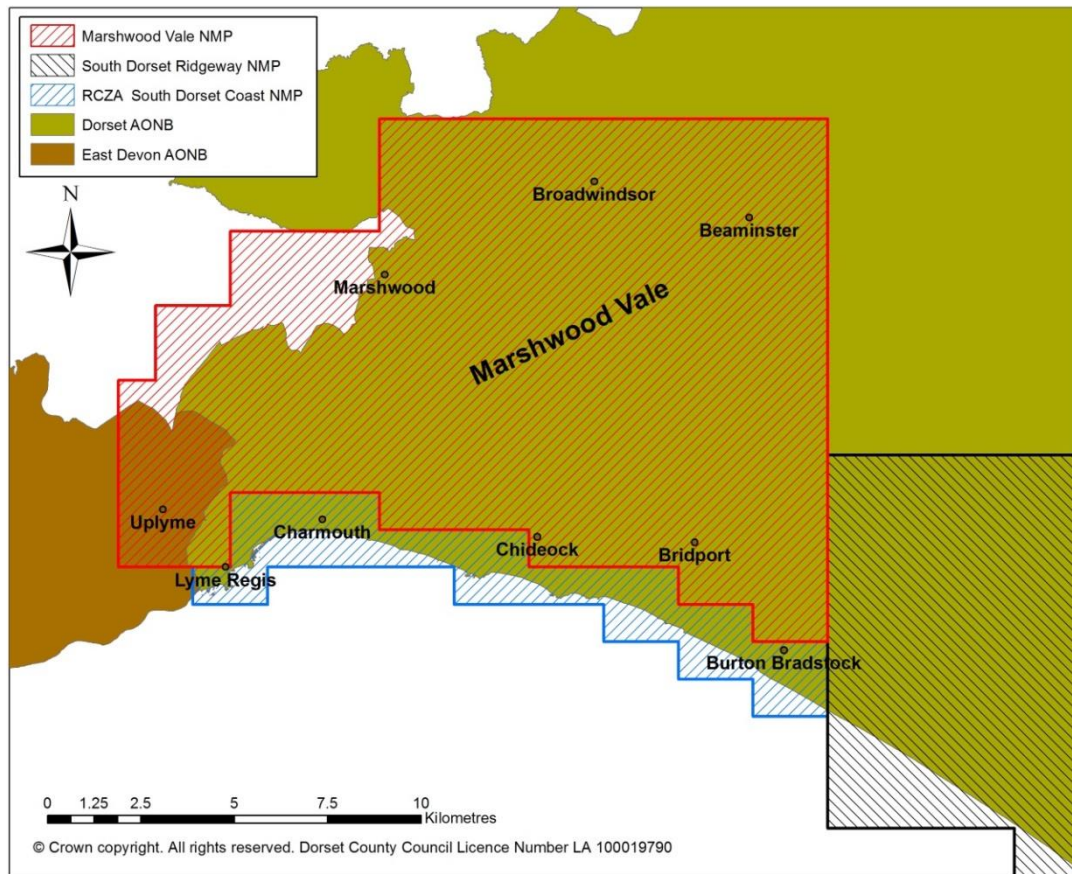 Marshwood Vale NMP
South Dorset Ridgeway NMP
RCZA South Dorset Coast NMP
Dorset AONB
East Devon AONB
N
Broadwindsor
Beaminster
Marshwood
Marshwood Vale
Uplyme
Charmouth
Chideock
Bridport
Lyme Regis
Burton Bradstock
0 1.25 2.5 5 7.5 10
Kilometres
© Crown copyright. All rights reserved. Dorset County Council Licence Number LA 100019790